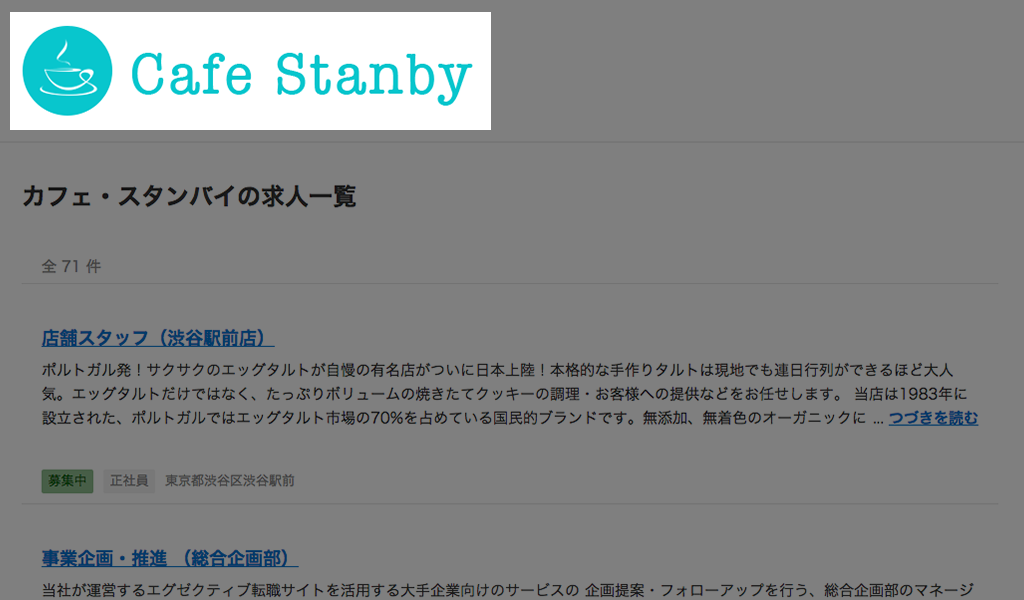 Cafe Stanby
カフェ・スタンバイの求人一覧
全 71 件
店舗スタッフ（渋谷駅前店）
ポルトガル発！サクサクのエッグタルトが自慢の有名店がついに日本上陸！本格的な手作りタルトは現地でも連日行列ができるほど大人
気。エッグタルトだけではなく、たっぷりボリュームの焼きたてクッキーの調理・お客様への提供などをお任せします。 当店は1983年に
設立された、ポルトガルではエッグタルト市場の70%を占めている国民的ブランドです。無添加、無着色のオーガニックに ... つづきを読む
募集中 正社員 東京都渋谷区渋谷駅前
事業企画・推進 （総合企画部）
当社が運営するエグゼクティブ転職サイトを活用する大手企業向けのサービスの 企画提案・フォローアップを行う、総合企画部のマネージ